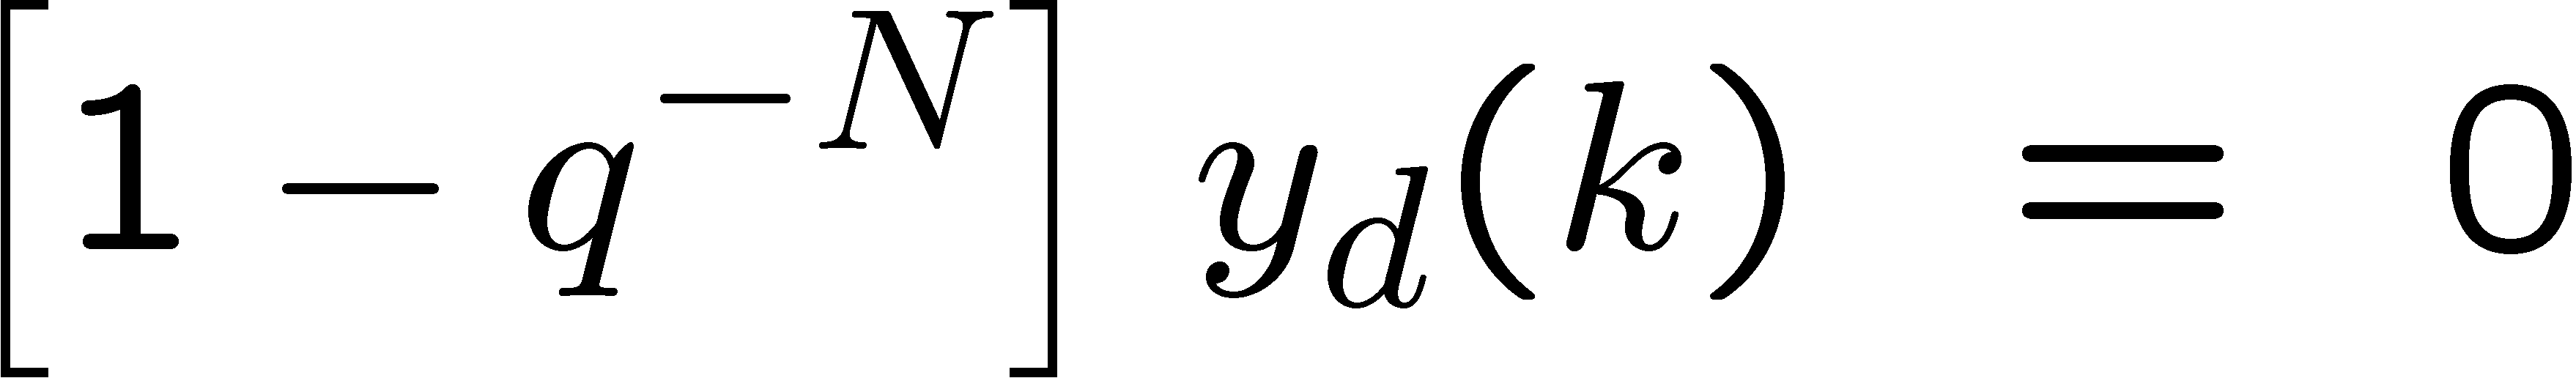 [1 − q^{−N}] y_d(k) = 0